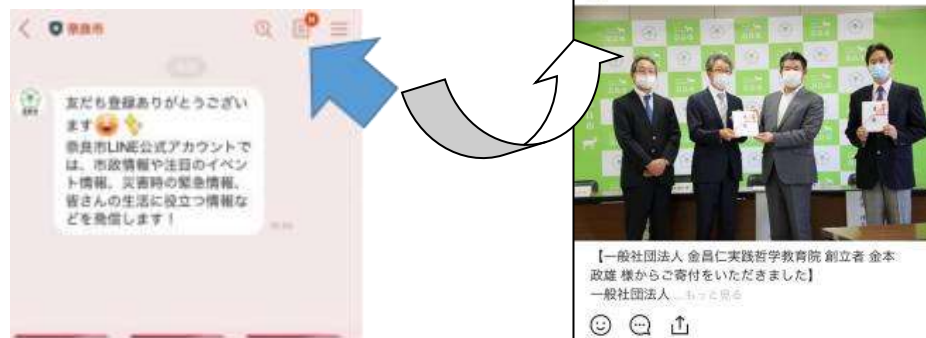 奈良市
友だち登録ありがとうござい
ます
奈良市LINE公式アカウントで
は、市政情報や注目のイベン
ト情報、災害時の緊急情報、
皆さんの生活に役立つ情報な
どを発信します！
【一般社団法人 金昌仁実践哲学教育院 創立者 金本
政雄 様からご寄付をいただきました】
一般社団法人...もっと見る